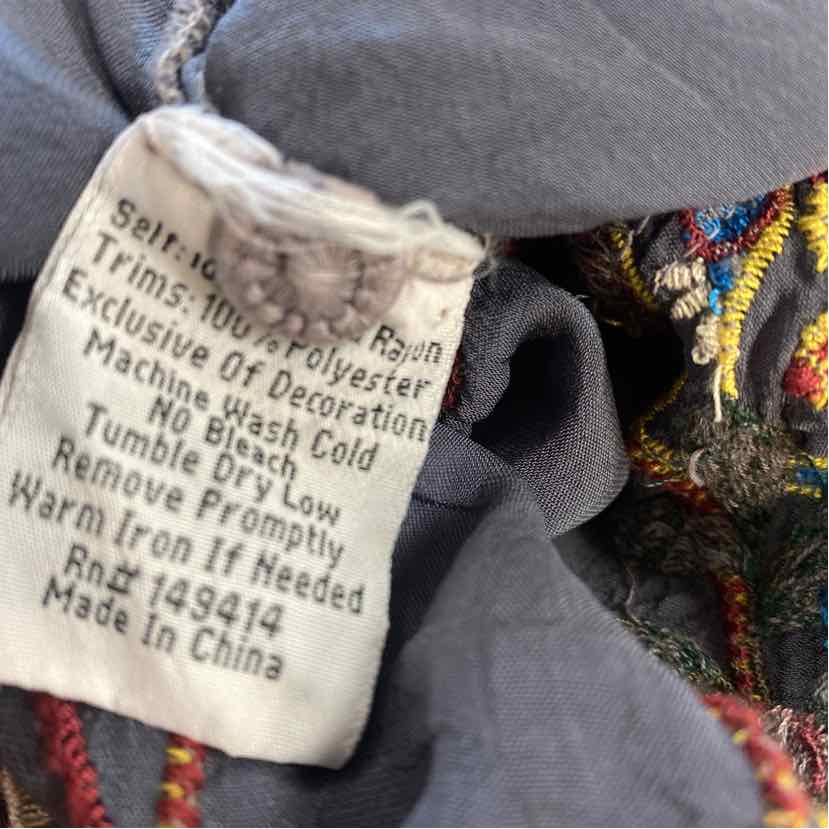 Self: Rayon
Trims: 100% Polyester
Exclusive Of Decoration
Machine Wash Cold
No Bleach
Tumble Dry Low
Remove Promptly
Warm Iron If Needed
Rn# 149414
Made In China